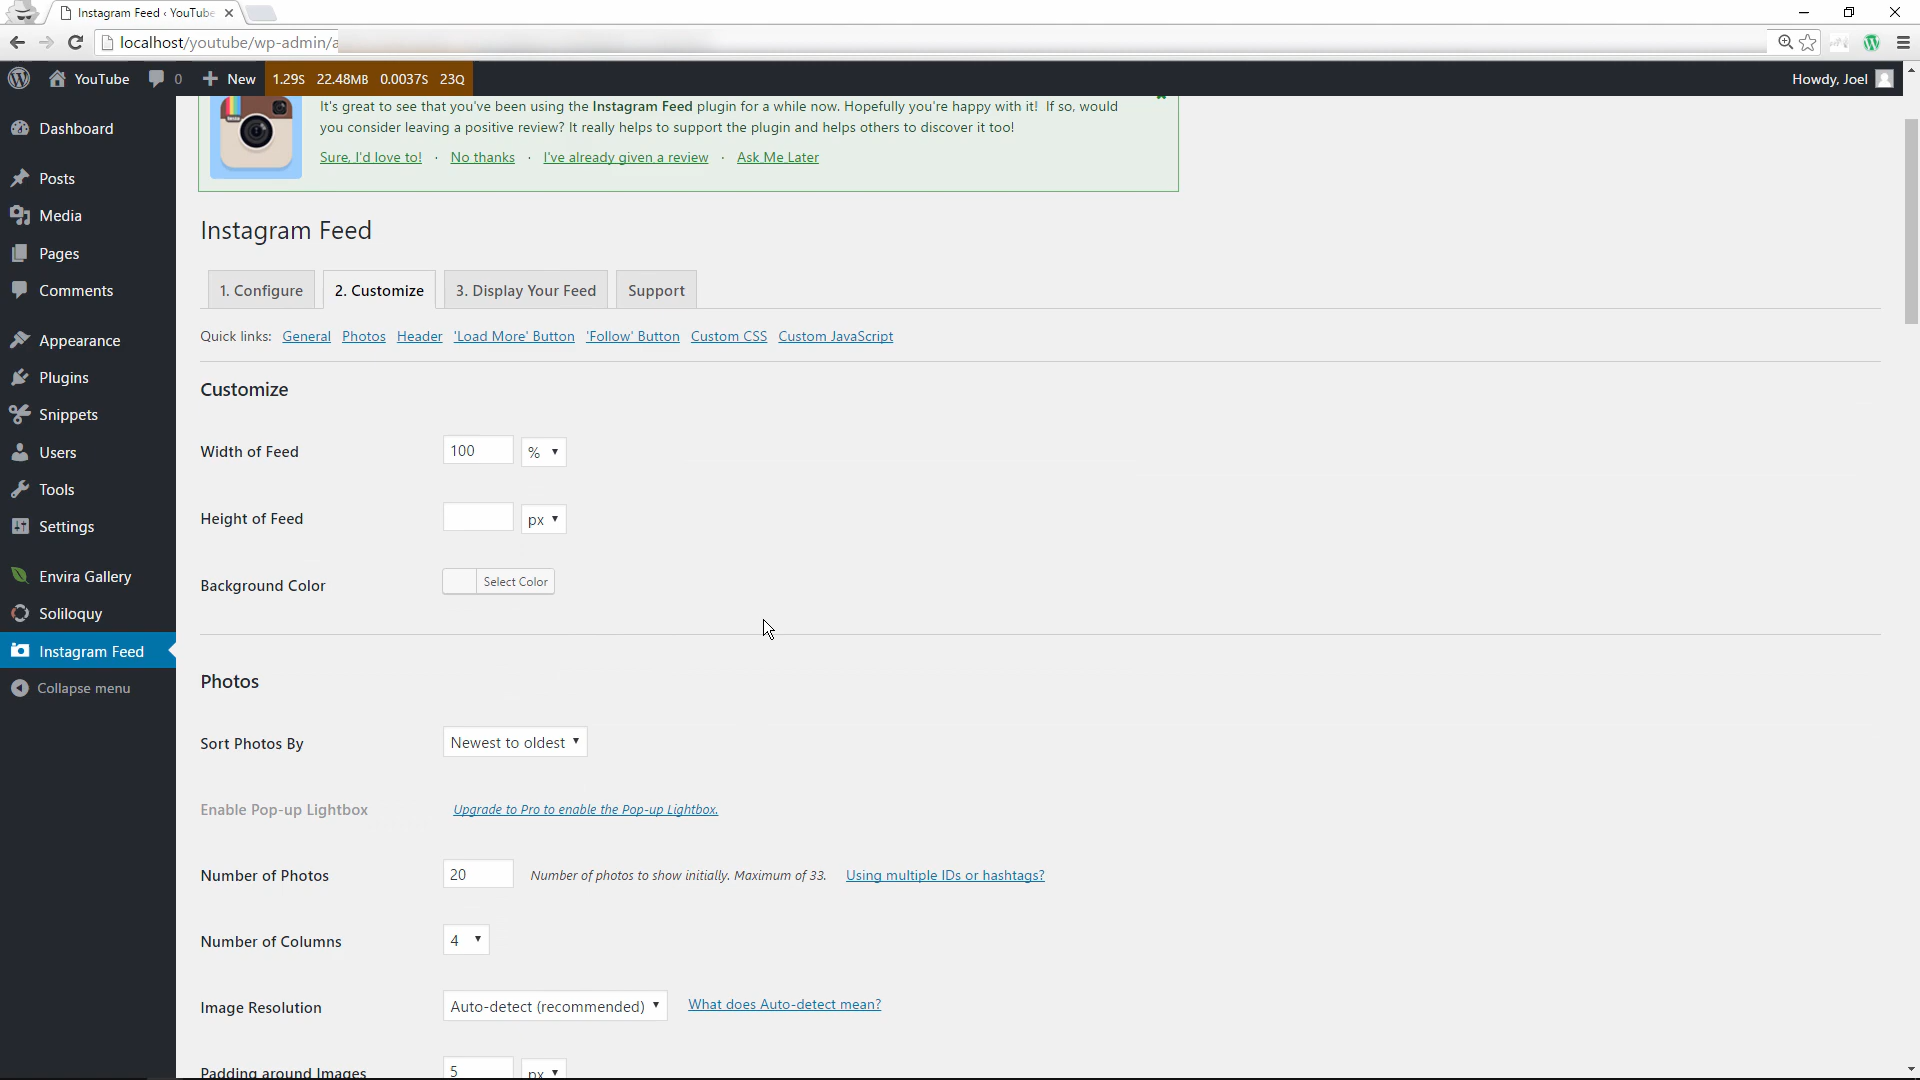 Instagram Feed ‹ YouTube
localhost/youtube/wp-admin/a
YouTube 0 New 1.29S 22.48MB 0.0037S 23Q Howdy, Joel
It's great to see that you've been using the Instagram Feed plugin for a while now. Hopefully you're happy with it! If so, would
you consider leaving a positive review? It really helps to support the plugin and helps others to discover it too!
Sure, I'd love to! · No thanks · I've already given a review · Ask Me Later
Dashboard
Posts
Media
Pages
Comments
Appearance
Plugins
Snippets
Users
Tools
Settings
Envira Gallery
Soliloquy
Instagram Feed
Collapse menu
Instagram Feed
1. Configure 2. Customize 3. Display Your Feed Support
Quick links: General Photos Header 'Load More' Button 'Follow' Button Custom CSS Custom JavaScript
Customize
Width of Feed 100 %
Height of Feed px
Background Color Select Color
Photos
Sort Photos By Newest to oldest
Enable Pop-up Lightbox Upgrade to Pro to enable the Pop-up Lightbox.
Number of Photos 20 Number of photos to show initially. Maximum of 33. Using multiple IDs or hashtags?
Number of Columns 4
Image Resolution Auto-detect (recommended) What does Auto-detect mean?
Padding around Images 5 px